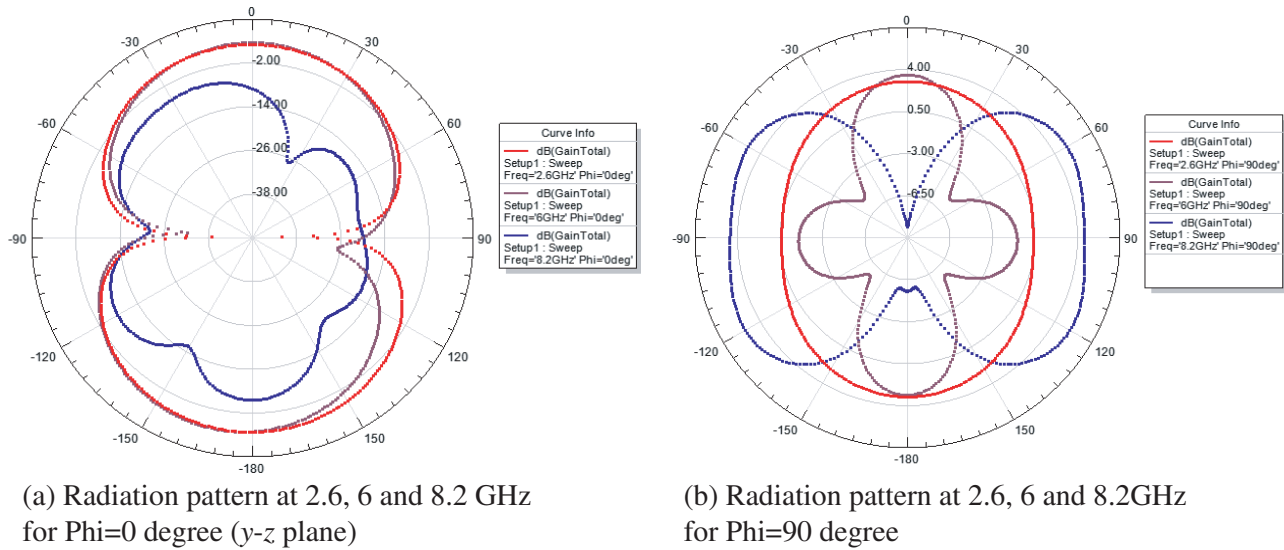 0
-30
30
-2.00
-14.00
-60
60
-26.00
-38.00
-90
90
-120
120
-150
150
-180
Curve Info
dB(GainTotal)
Setup1 : Sweep
Freq='2.6GHz' Phi='0deg'
dB(GainTotal)
Setup1 : Sweep
Freq='6GHz' Phi='0deg'
dB(GainTotal)
Setup1 : Sweep
Freq='8.2GHz' Phi='0deg'
0
-30
30
4.00
0.50
-60
60
-3.00
-6.50
-90
90
-120
120
-150
150
-180
Curve Info
dB(GainTotal)
Setup1 : Sweep
Freq='2.6GHz' Phi='90deg'
dB(GainTotal)
Setup1 : Sweep
Freq='6GHz' Phi='90deg'
dB(GainTotal)
Setup1 : Sweep
Freq='8.2GHz' Phi='90deg'
(a) Radiation pattern at 2.6, 6 and 8.2 GHz
for Phi=0 degree (y-z plane)
(b) Radiation pattern at 2.6, 6 and 8.2GHz
for Phi=90 degree